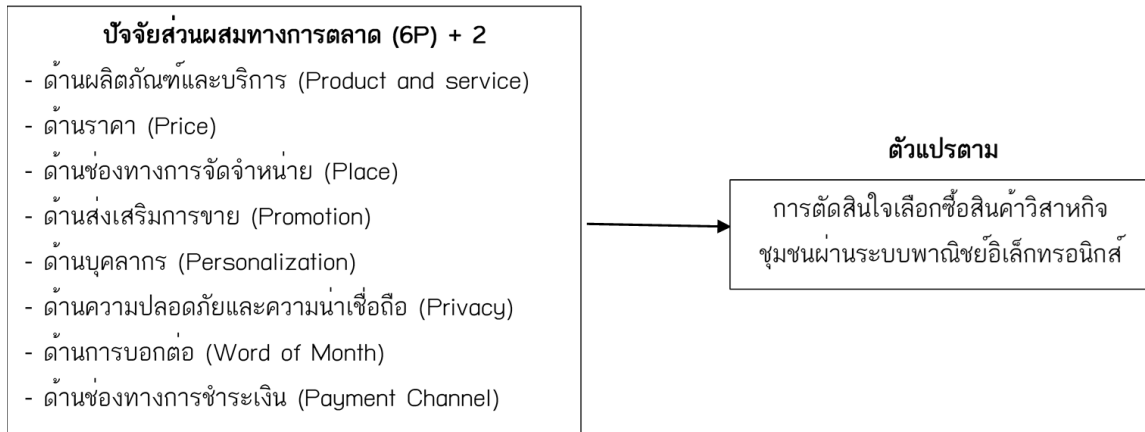 ปัจจัยส่วนผสมทางการตลาด (6P) + 2
- ด้านผลิตภัณฑ์และบริการ (Product and service)
- ด้านราคา (Price)
- ด้านช่องทางการจัดจำหน่าย (Place)
- ด้านส่งเสริมการขาย (Promotion)
- ด้านบุคลากร (Personalization)
- ด้านความปลอดภัยและความน่าเชื่อถือ (Privacy)
- ด้านการบอกต่อ (Word of Month)
- ด้านช่องทางการชำระเงิน (Payment Channel)
ตัวแปรตาม
การตัดสินใจเลือกซื้อสินค้าวิสาหกิจ
ชุมชนผ่านระบบพาณิชย์อิเล็กทรอนิกส์